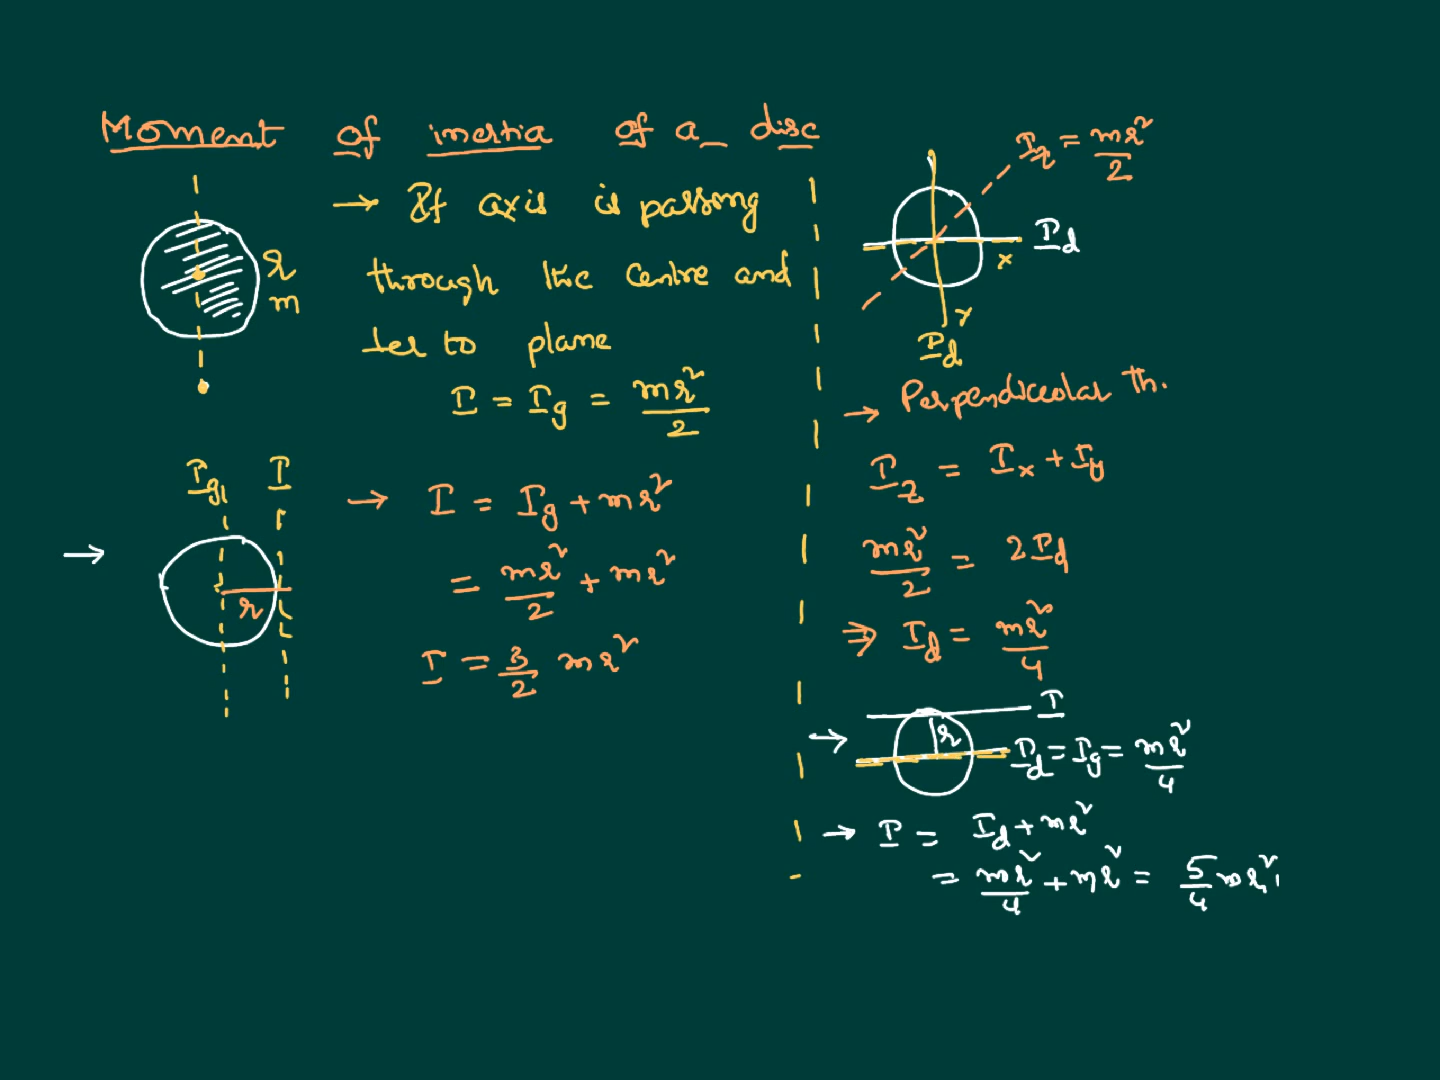 Moment of inertia of a disc
→ If axis is passing
through the centre and
⊥er to plane
r
m
I = Ig = mr²/2
Ig
I
r
→ I = Ig + mr²
= mr²/2 + mr²
I = 3/2 mr²
Iz = mr²/2
Id
x
y
Id
→ Perpendicular Th.
Iz = Ix + Iy
mr²/2 = 2Id
⇒ Id = mr²/4
I
r
Id = Ig = mr²/4
→ I = Id + mr²
= mr²/4 + mr² = 5/4 mr²